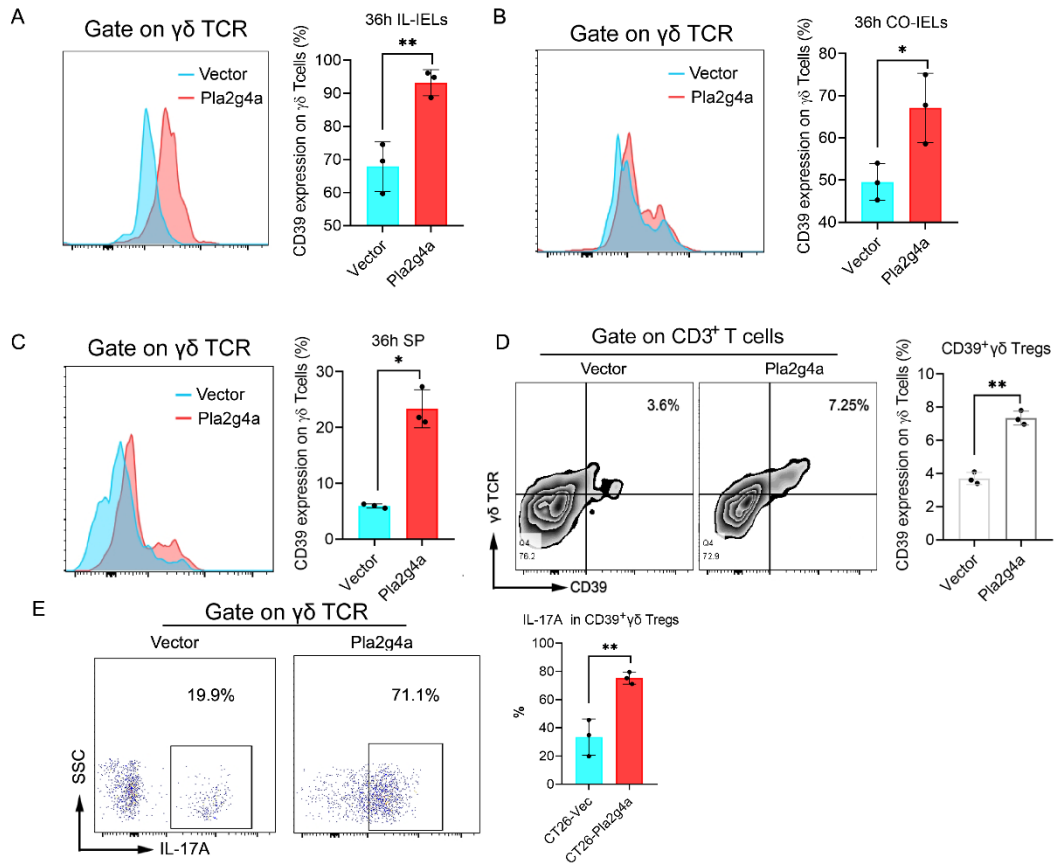 A
Gate on γδ TCR
Vector
Pla2g4a
36h IL-IELs
**
CD39 expression on γδ Tcells (%)
100
90
80
70
60
50
Vector
Pla2g4a
B
Gate on γδ TCR
Vector
Pla2g4a
36h CO-IELs
*
CD39 expression on γδ Tcells (%)
80
70
60
50
40
Vector
Pla2g4a
C
Gate on γδ TCR
Vector
Pla2g4a
36h SP
*
CD39 expression on γδ Tcells (%)
30
20
10
0
Vector
Pla2g4a
D
Gate on CD3⁺ T cells
Vector
Pla2g4a
3.6%
7.25%
Q4
76.2
Q4
72.9
γδ TCR
CD39
CD39⁺γδ Tregs
**
CD39 expression on γδ Tcells (%)
8
6
4
2
0
Vector
Pla2g4a
E
Gate on γδ TCR
Vector
Pla2g4a
19.9%
71.1%
SSC
IL-17A
IL-17A in CD39⁺γδ Tregs
**
%
100
80
60
40
20
0
CT26-Vec
CT26-Pla2g4a